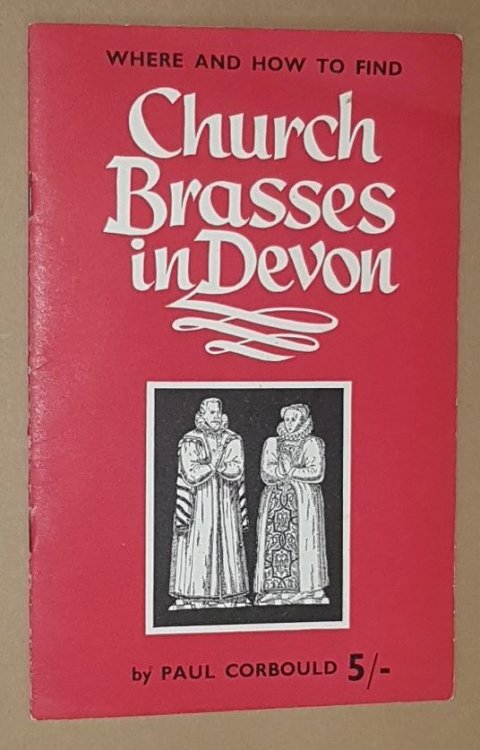 WHERE AND HOW TO FIND
Church
Brasses
in Devon
by PAUL CORBOULD 5/-